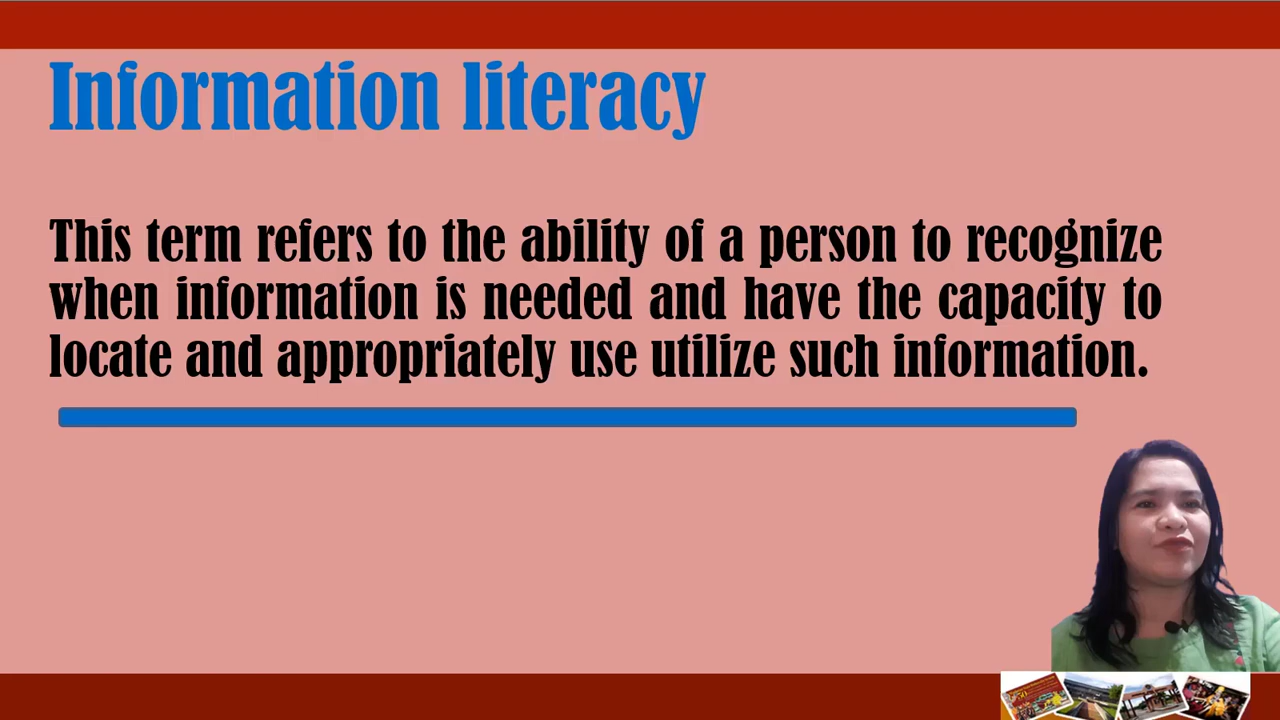 Information literacy
This term refers to the ability of a person to recognize
when information is needed and have the capacity to
locate and appropriately use utilize such information.